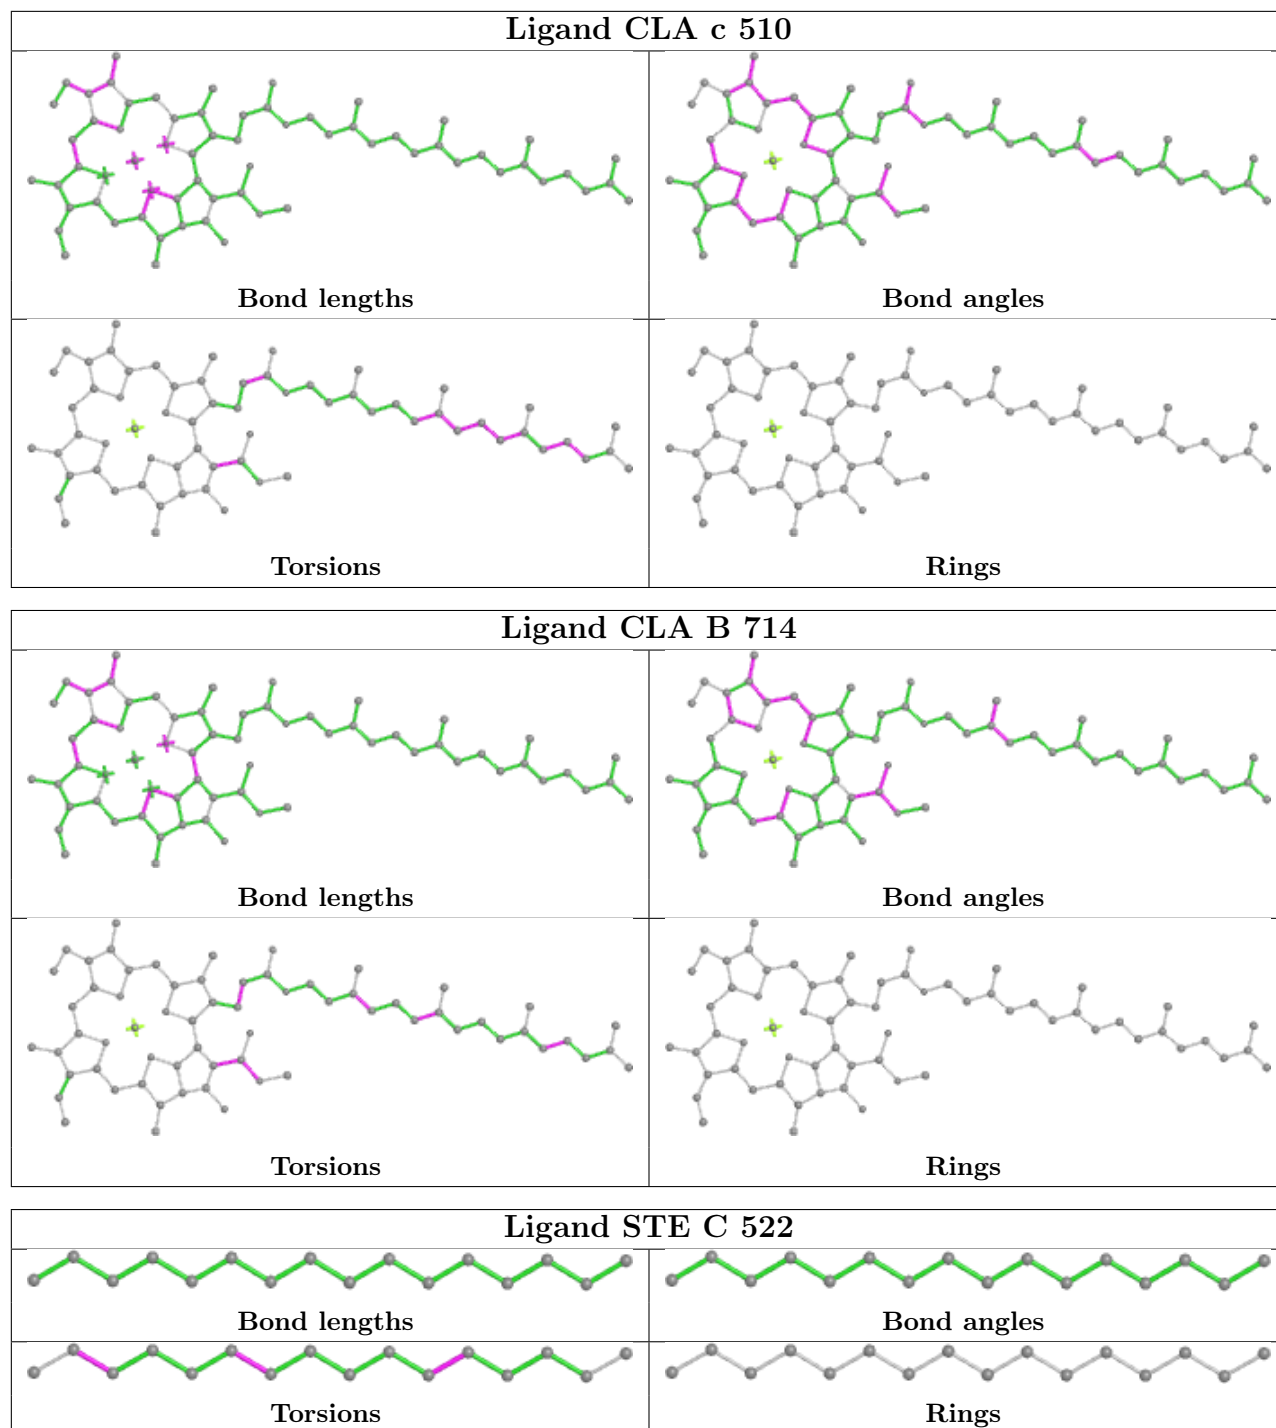 Ligand CLA c 510
Bond lengths
Bond angles
Torsions
Rings
Ligand CLA B 714
Bond lengths
Bond angles
Torsions
Rings
Ligand STE C 522
Bond lengths
Bond angles
Torsions
Rings